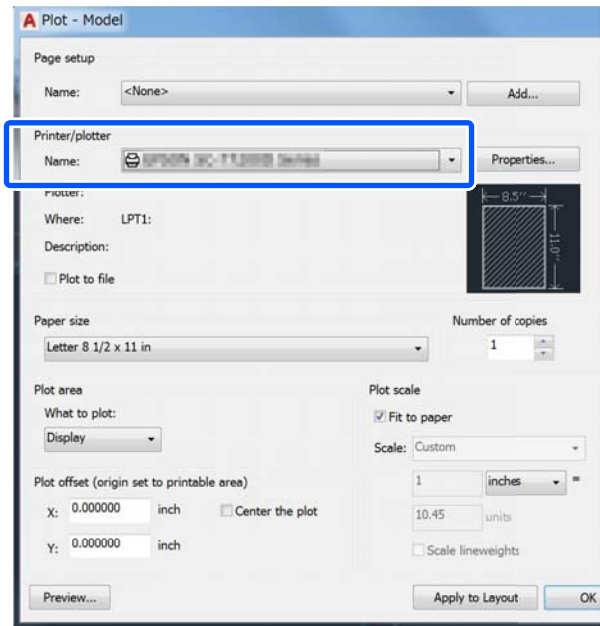 Plot - Model
Page setup
Name: <None> Add...
Printer/plotter
Name: Properties...
Plotter:
Where: LPT1:
Description:
Plot to file
8.5''
11.0''
Paper size
Letter 8 1/2 x 11 in
Number of copies
1
Plot area
What to plot:
Display
Plot scale
Fit to paper
Scale: Custom
1 inches =
10.45 units
Scale lineweights
Plot offset (origin set to printable area)
X: 0.000000 inch Center the plot
Y: 0.000000 inch
Preview... Apply to Layout OK